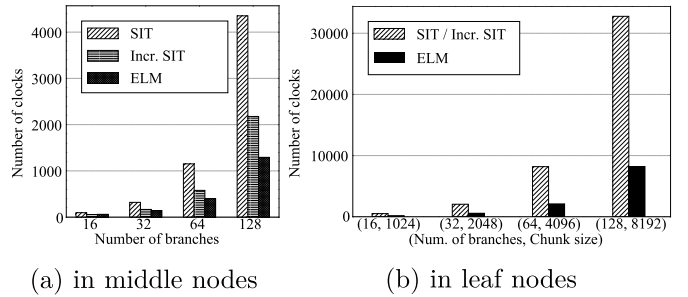 4000
3000
2000
1000
0
Number of clocks
SIT
Incr. SIT
ELM
16 32 64 128
Number of branches
(a) in middle nodes
30000
20000
10000
0
Number of clocks
SIT / Incr. SIT
ELM
(16, 1024) (32, 2048) (64, 4096) (128, 8192)
(Num. of branches, Chunk size)
(b) in leaf nodes